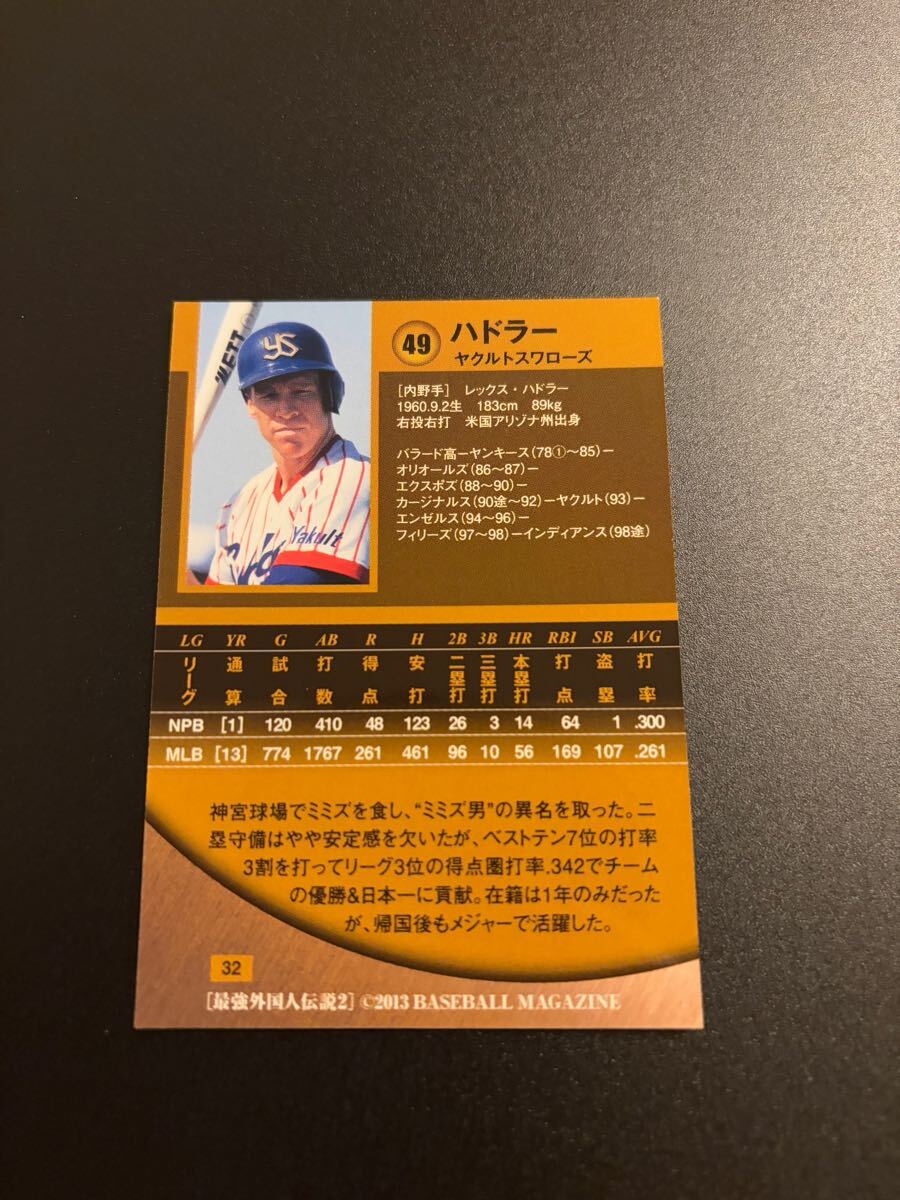 ZETT
YS
Yakult
49
ハドラー
ヤクルトスワローズ
[内野手] レックス・ハドラー
1960.9.2生 183cm 89kg
右投右打 米国アリゾナ州出身
バラード高ーヤンキース(78①〜85)ー
オリオールズ(86〜87)ー
エクスポズ(88〜90)ー
カージナルス(90途〜92)ーヤクルト(93)ー
エンゼルス(94〜96)ー
フィリーズ(97〜98)ーインディアンス(98途)
LG YR G AB R H 2B 3B HR RBI SB AVG
リーグ 通算 試合 打数 得点 安打 二塁打 三塁打 本塁打 打点 盗塁 打率
NPB [1] 120 410 48 123 26 3 14 64 1 .300
MLB [13] 774 1767 261 461 96 10 56 169 107 .261
神宮球場でミミズを食し、“ミミズ男”の異名を取った。二
塁守備はやや安定感を欠いたが、ベストテン7位の打率
3割を打ってリーグ3位の得点圏打率.342でチーム
の優勝&日本一に貢献。在籍は1年のみだった
が、帰国後もメジャーで活躍した。
32
[最強外国人伝説2] ©2013 BASEBALL MAGAZINE